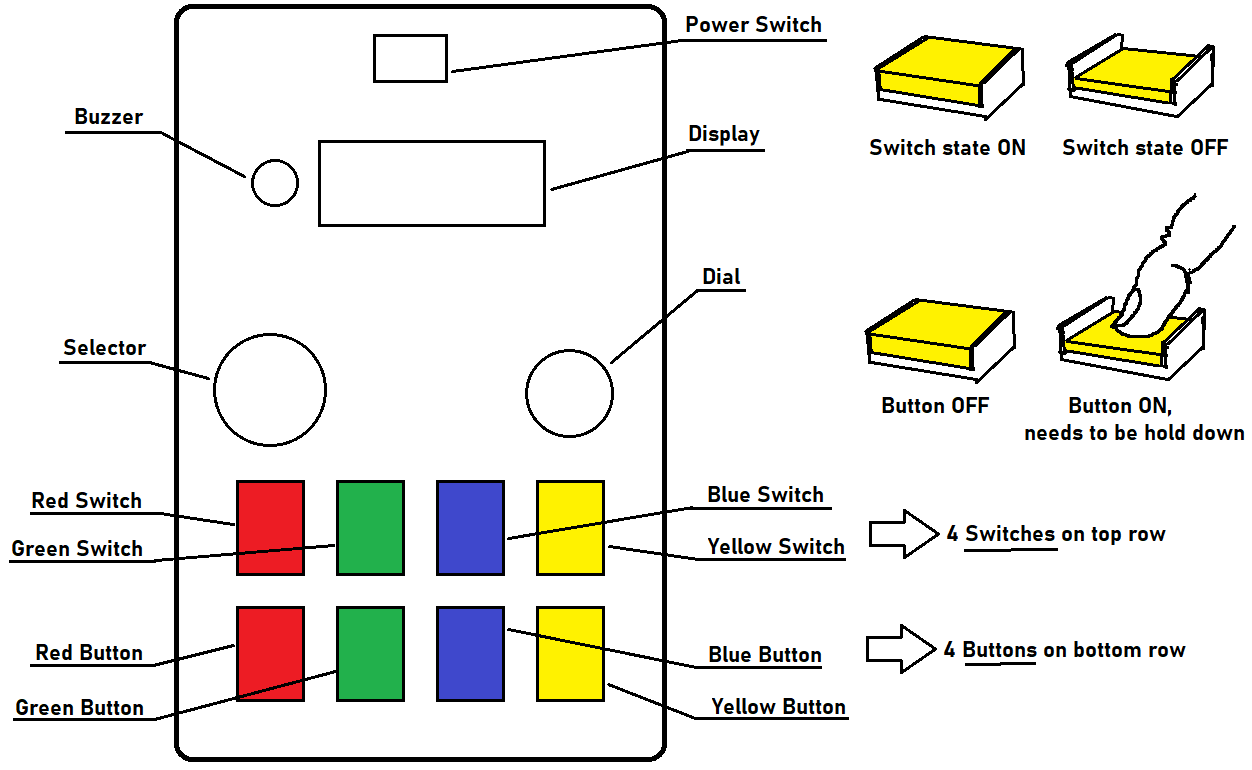 Power Switch
Buzzer
Display
Switch state ON
Switch state OFF
Dial
Selector
Button OFF
Button ON,
needs to be hold down
Red Switch
Blue Switch
Green Switch
Yellow Switch
4 Switches on top row
Red Button
Blue Button
4 Buttons on bottom row
Green Button
Yellow Button